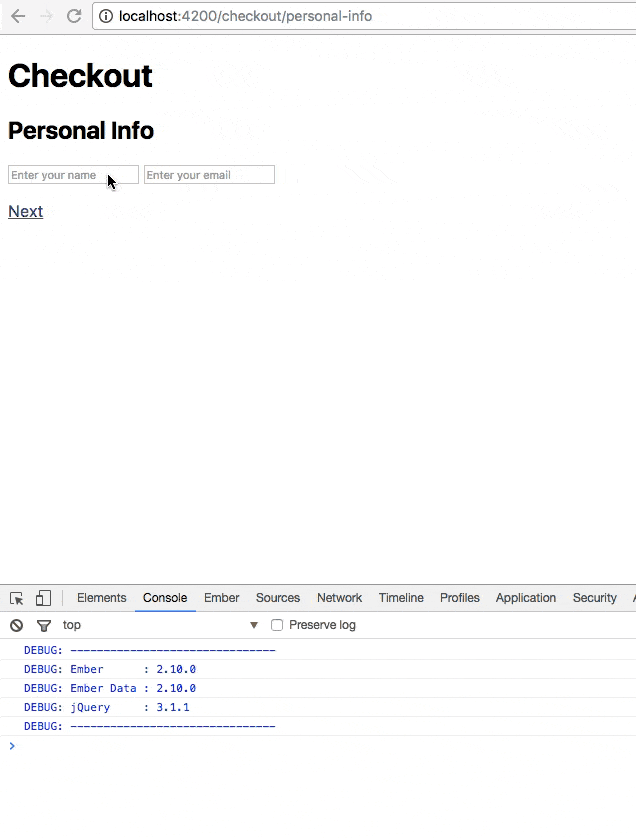 localhost:4200/checkout/personal-info
Checkout
Personal Info
Enter your name Enter your email
Next
Elements Console Ember Sources Network Timeline Profiles Application Security
top Preserve log
DEBUG: -------------------------------
DEBUG: Ember      : 2.10.0
DEBUG: Ember Data : 2.10.0
DEBUG: jQuery     : 3.1.1
DEBUG: -------------------------------